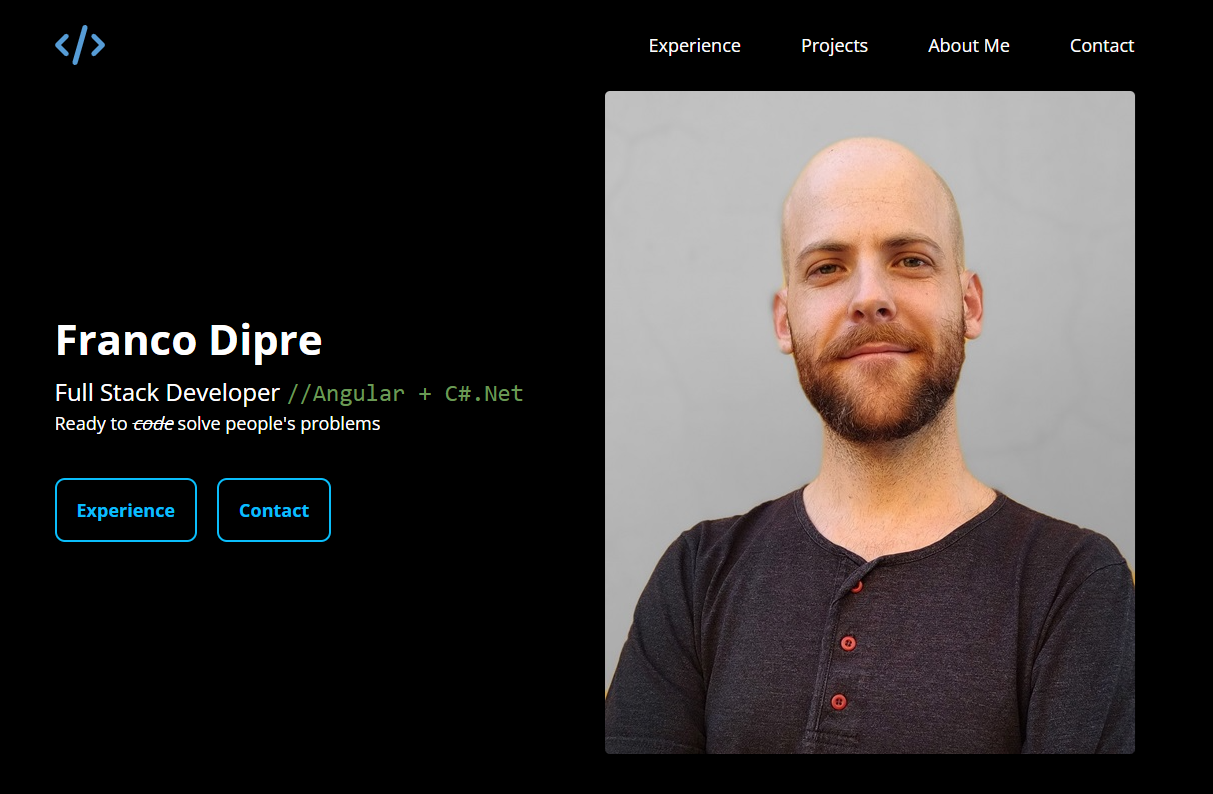 </>
Experience Projects About Me Contact
Franco Dipre
Full Stack Developer //Angular + C#.Net
Ready to code solve people's problems
Experience Contact